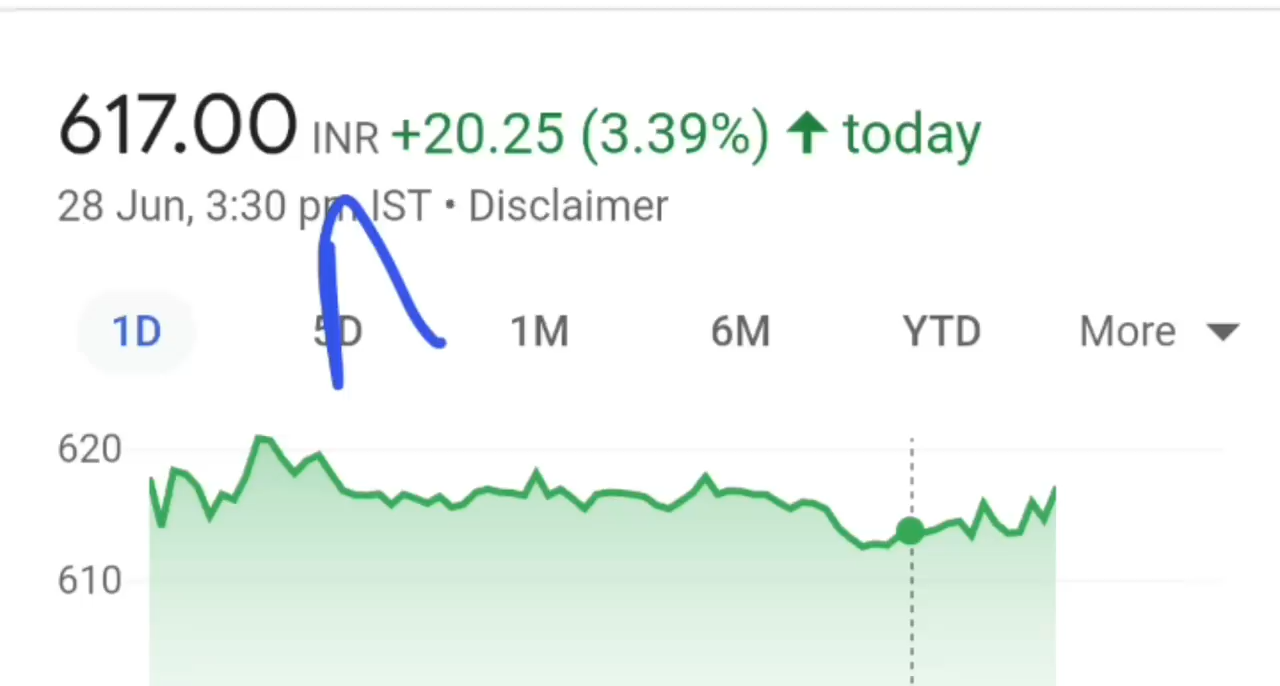 617.00 INR +20.25 (3.39%) ↑ today
28 Jun, 3:30 pm IST • Disclaimer
1D 5D 1M 6M YTD More
620
610